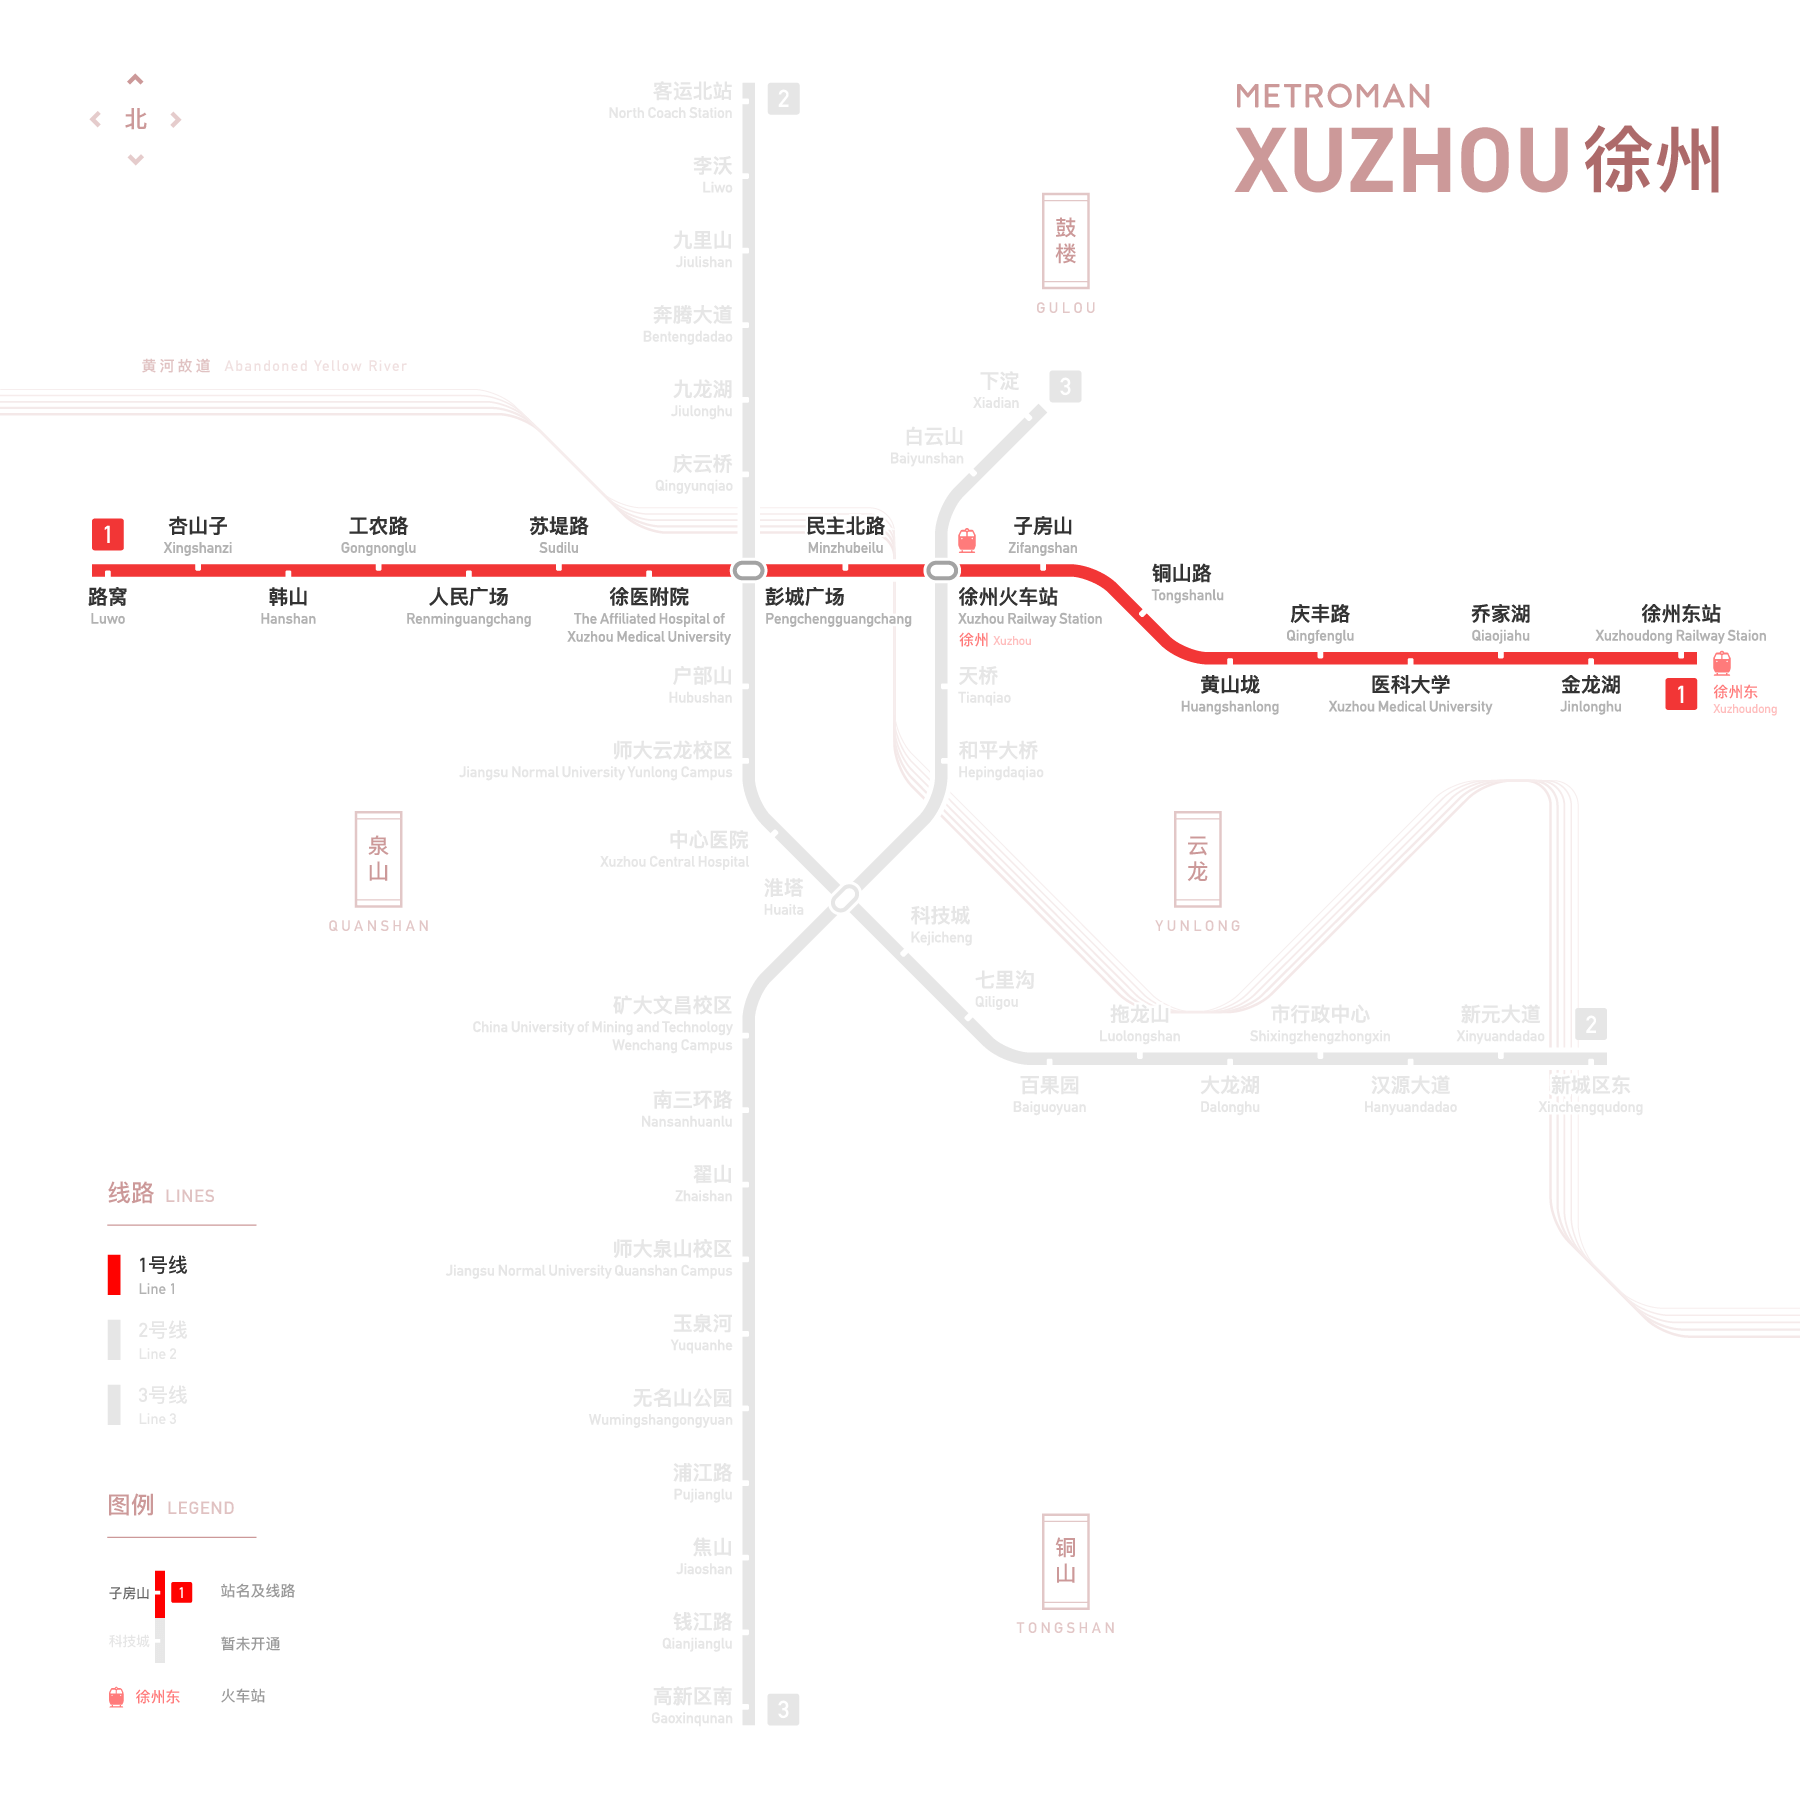 北
METROMAN
XUZHOU 徐州
客运北站
North Coach Station
2
李沃
Liwo
九里山
Jiulishan
奔腾大道
Bentengdadao
九龙湖
Jiulonghu
庆云桥
Qingyunqiao
鼓楼
GULOU
黄河故道 Abandoned Yellow River
下淀
Xiadian
3
白云山
Baiyunshan
1
杏山子
Xingshanzi
工农路
Gongnonglu
苏堤路
Sudilu
民主北路
Minzhubeilu
子房山
Zifangshan
路窝
Luwo
韩山
Hanshan
人民广场
Renminguangchang
徐医附院
The Affiliated Hospital of
Xuzhou Medical University
彭城广场
Pengchengguangchang
徐州火车站
Xuzhou Railway Station
徐州 Xuzhou
铜山路
Tongshanlu
庆丰路
Qingfenglu
乔家湖
Qiaojiahu
徐州东站
Xuzhoudong Railway Staion
黄山垅
Huangshanlong
医科大学
Xuzhou Medical University
金龙湖
Jinlonghu
1
徐州东
Xuzhoudong
户部山
Hubushan
天桥
Tianqiao
师大云龙校区
Jiangsu Normal University Yunlong Campus
和平大桥
Hepingdaqiao
中心医院
Xuzhou Central Hospital
淮塔
Huaita
泉山
QUANSHAN
云龙
YUNLONG
科技城
Kejicheng
七里沟
Qiligou
矿大文昌校区
China University of Mining and Technology
Wenchang Campus
拖龙山
Luolongshan
市行政中心
Shixingzhengzhongxin
新元大道
Xinyuandadao
2
百果园
Baiguoyuan
大龙湖
Dalonghu
汉源大道
Hanyuandadao
新城区东
Xinchengqudong
南三环路
Nansanhuanlu
翟山
Zhaishan
师大泉山校区
Jiangsu Normal University Quanshan Campus
玉泉河
Yuquanhe
无名山公园
Wumingshangongyuan
浦江路
Pujianglu
焦山
Jiaoshan
钱江路
Qianjianglu
高新区南
Gaoxinqunan
3
铜山
TONGSHAN
线路 LINES
1号线
Line 1
2号线
Line 2
3号线
Line 3
图例 LEGEND
子房山 1 站名及线路
科技城 暂未开通
徐州东 火车站